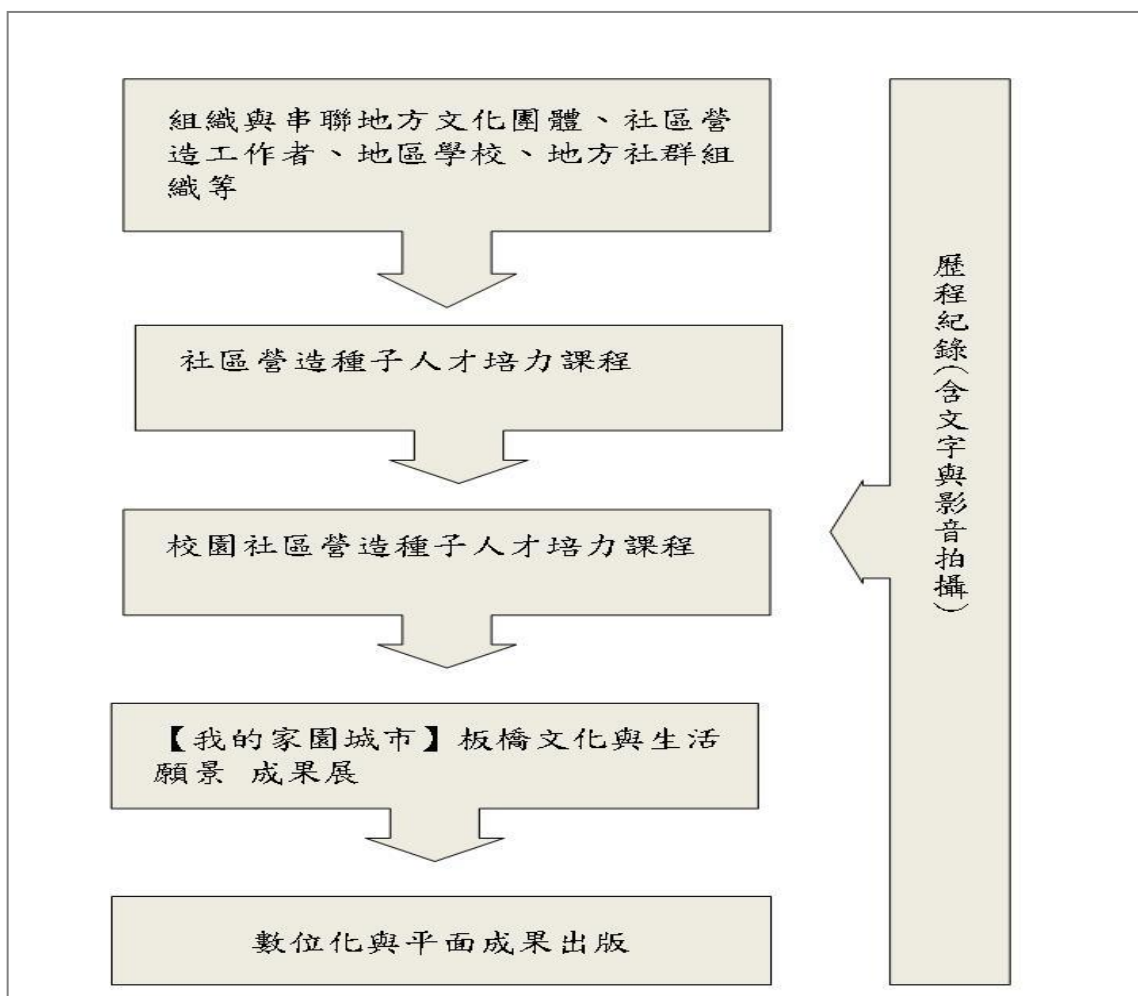 組織與串聯地方文化團體、社區營
造工作者、地區學校、地方社群組
織等
社區營造種子人才培力課程
校園社區營造種子人才培力課程
【我的家園城市】板橋文化與生活
願景 成果展
數位化與平面成果出版
歷程紀錄(含文字與影音拍攝)